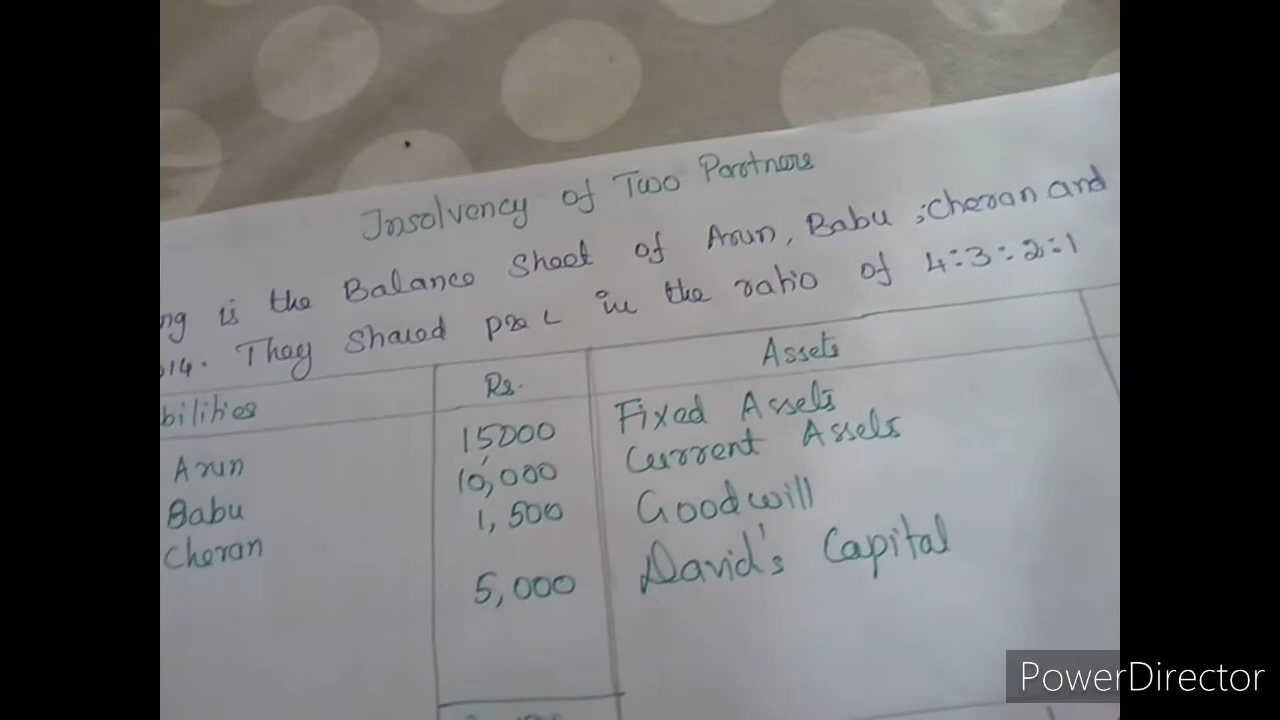 Insolvency of Two Partners
ng is the Balance Sheet of Arun, Babu, Cheran and
014. They Shared in the ratio of 4:3:2:1
bilities Rs. Assets
Arun 15000 Fixed Assets
Babu 10,000 Current Assets
Cheran 1,500 Goodwill
5,000 David's Capital
PowerDirector